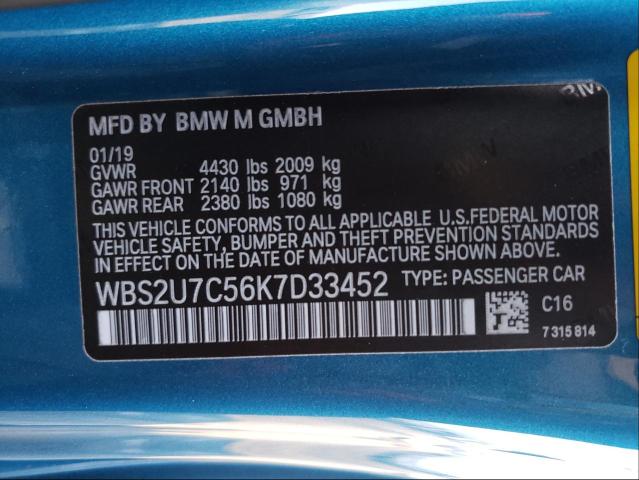 MFD BY BMW M GMBH
01/19
GVWR 4430 lbs 2009 kg
GAWR FRONT 2140 lbs 971 kg
GAWR REAR 2380 lbs 1080 kg
THIS VEHICLE CONFORMS TO ALL APPLICABLE U.S.FEDERAL MOTOR
VEHICLE SAFETY, BUMPER AND THEFT PREVENTION STANDARDS
IN EFFECT ON THE DATE OF MANUFACTURE SHOWN ABOVE.
WBS2U7C56K7D33452 TYPE: PASSENGER CAR
C16
7 315 814